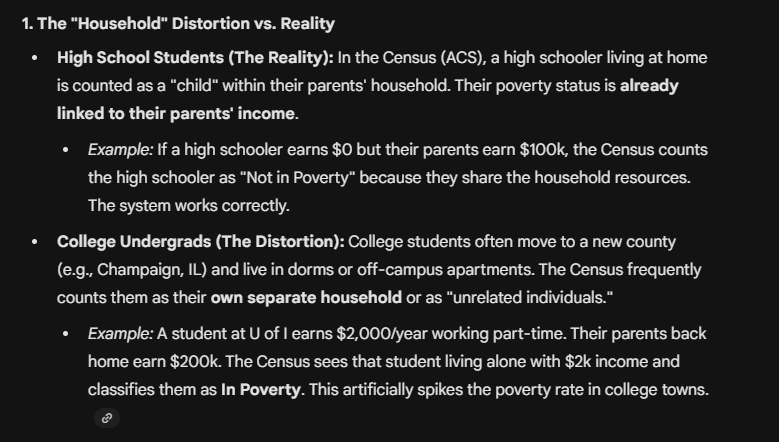 1. The "Household" Distortion vs. Reality
• High School Students (The Reality): In the Census (ACS), a high schooler living at home
is counted as a "child" within their parents' household. Their poverty status is already
linked to their parents' income.
• Example: If a high schooler earns $0 but their parents earn $100k, the Census counts
the high schooler as "Not in Poverty" because they share the household resources.
The system works correctly.
• College Undergrads (The Distortion): College students often move to a new county
(e.g., Champaign, IL) and live in dorms or off-campus apartments. The Census frequently
counts them as their own separate household or as "unrelated individuals."
• Example: A student at U of I earns $2,000/year working part-time. Their parents back
home earn $200k. The Census sees that student living alone with $2k income and
classifies them as In Poverty. This artificially spikes the poverty rate in college towns.